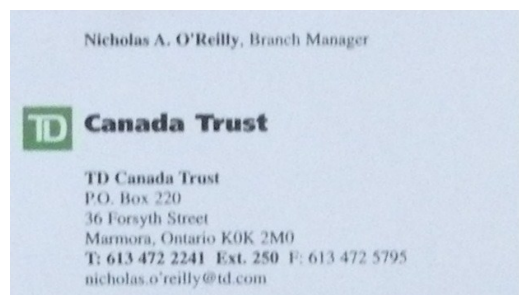 Nicholas A. O'Reilly, Branch Manager
TD Canada Trust
TD Canada Trust
P.O. Box 220
36 Forsyth Street
Marmora, Ontario K0K 2M0
T: 613 472 2241 Ext. 250 F: 613 472 5795
nicholas.o'reilly@td.com